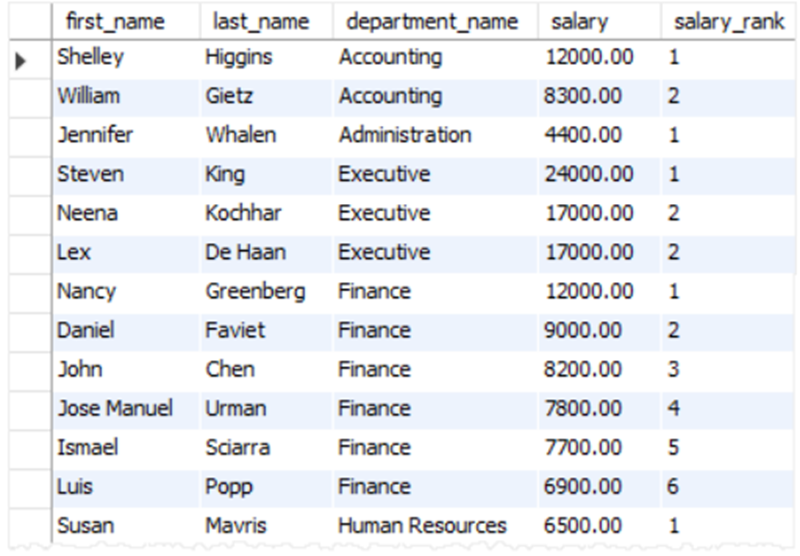 first_name last_name department_name salary salary_rank
Shelley Higgins Accounting 12000.00 1
William Gietz Accounting 8300.00 2
Jennifer Whalen Administration 4400.00 1
Steven King Executive 24000.00 1
Neena Kochhar Executive 17000.00 2
Lex De Haan Executive 17000.00 2
Nancy Greenberg Finance 12000.00 1
Daniel Faviet Finance 9000.00 2
John Chen Finance 8200.00 3
Jose Manuel Urman Finance 7800.00 4
Ismael Sciarra Finance 7700.00 5
Luis Popp Finance 6900.00 6
Susan Mavris Human Resources 6500.00 1